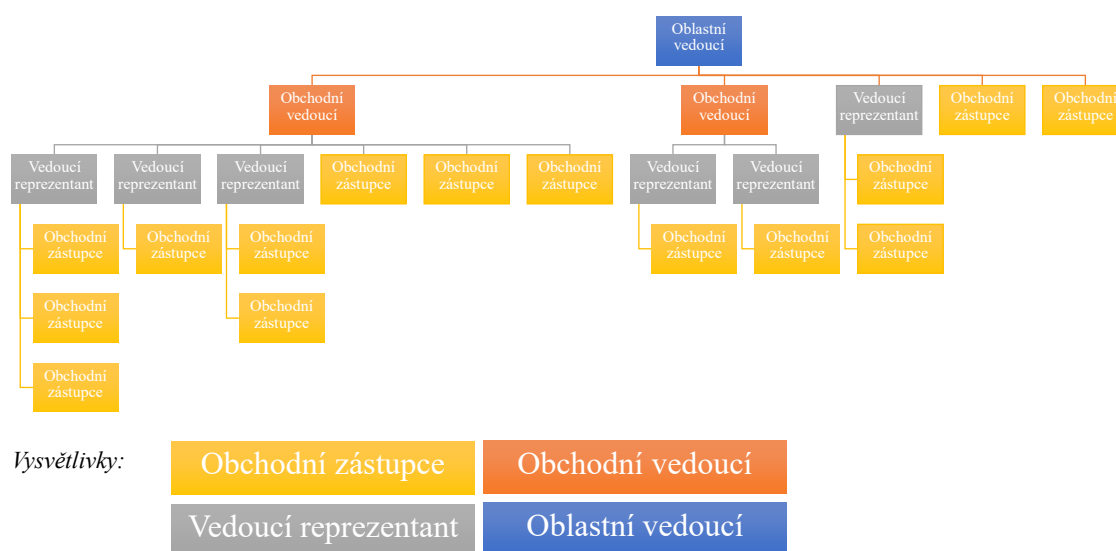 Oblastní
vedoucí
Obchodní
vedoucí
Obchodní
vedoucí
Vedoucí
reprezentant
Obchodní
zástupce
Obchodní
zástupce
Vedoucí
reprezentant
Vedoucí
reprezentant
Vedoucí
reprezentant
Obchodní
zástupce
Obchodní
zástupce
Obchodní
zástupce
Vedoucí
reprezentant
Vedoucí
reprezentant
Obchodní
zástupce
Obchodní
zástupce
Obchodní
zástupce
Obchodní
zástupce
Obchodní
zástupce
Obchodní
zástupce
Obchodní
zástupce
Obchodní
zástupce
Obchodní
zástupce
Obchodní
zástupce
Obchodní
zástupce
Vysvětlivky:
Obchodní zástupce
Obchodní vedoucí
Vedoucí reprezentant
Oblastní vedoucí